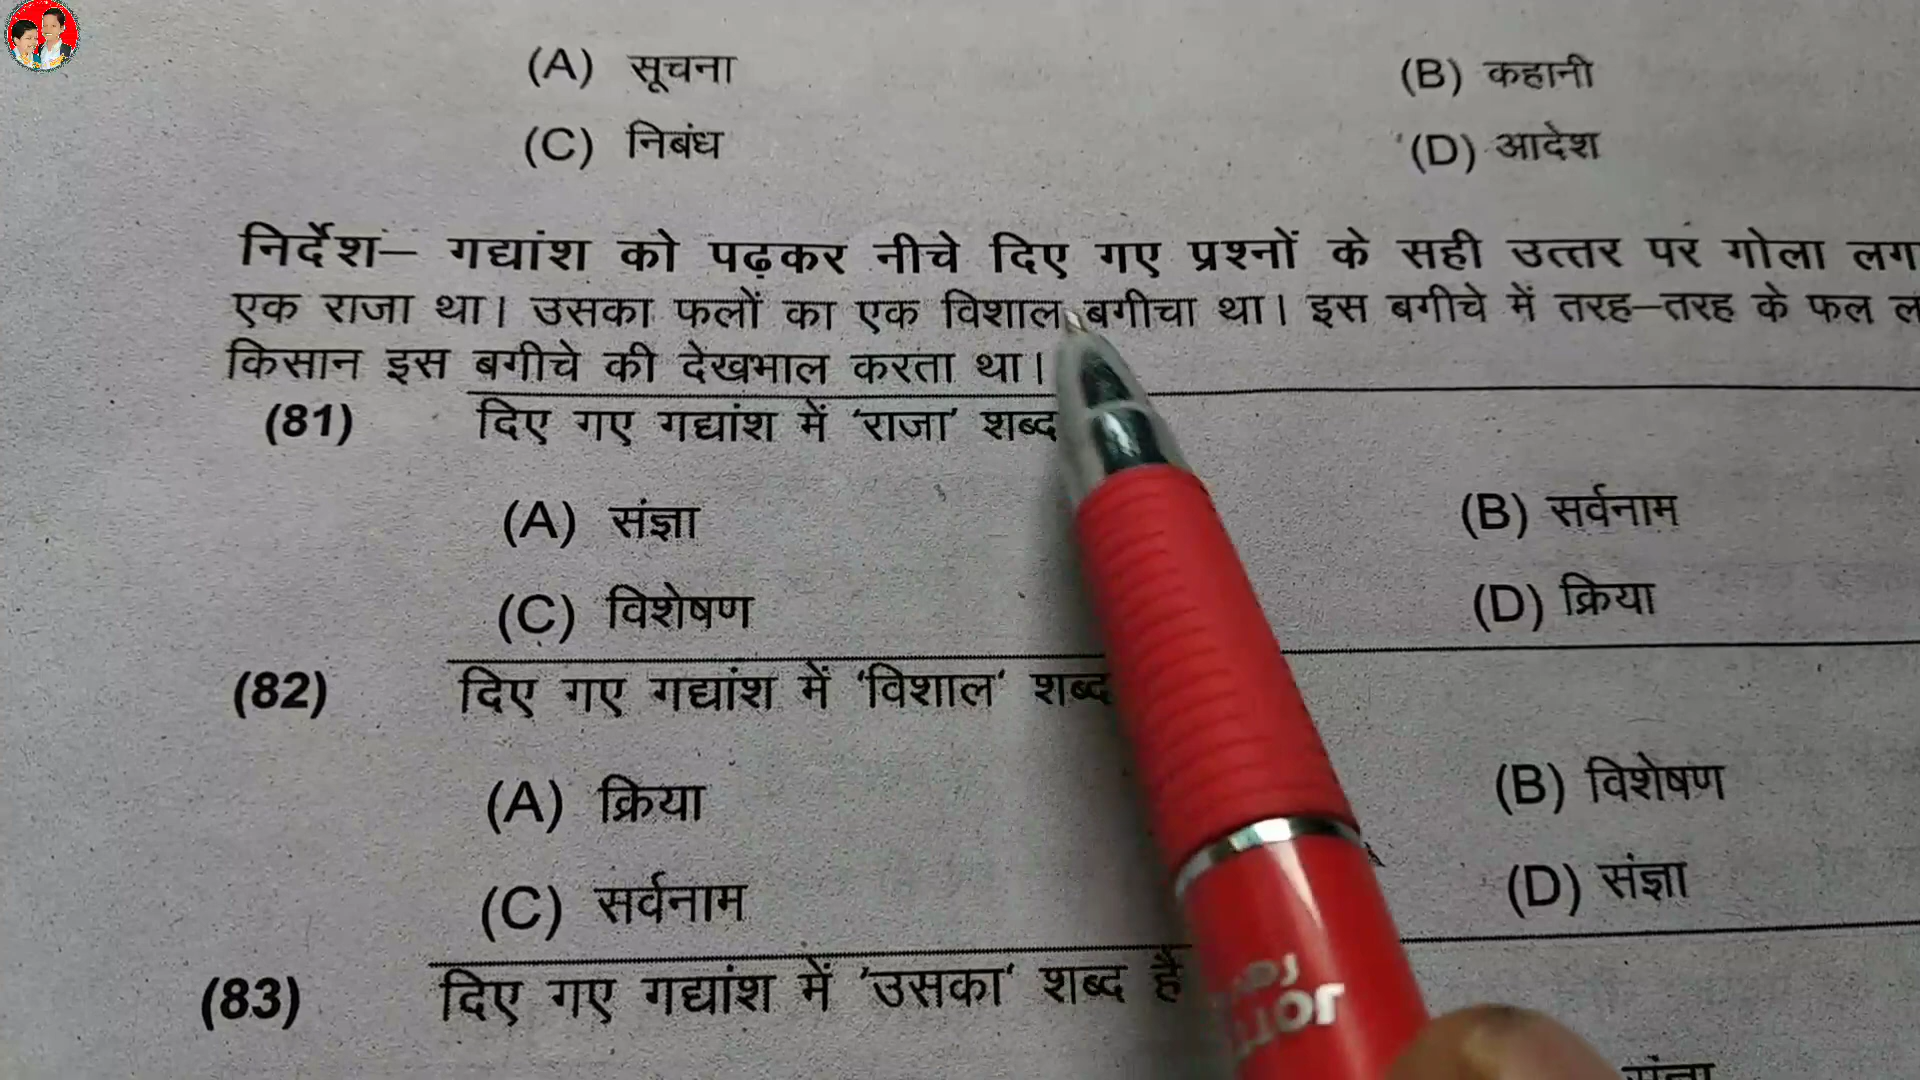 (A) सूचना (B) कहानी
(C) निबंध (D) आदेश
निर्देश– गद्यांश को पढ़कर नीचे दिए गए प्रश्नों के सही उत्तर पर गोला
एक राजा था। उसका फलों का एक विशाल बगीचा था। इस बगीचे में तरह–तरह के फल
किसान इस बगीचे की देखभाल करता था।
(81) दिए गए गद्यांश में 'राजा' शब्द
(A) संज्ञा (B) सर्वनाम
(C) विशेषण (D) क्रिया
(82) दिए गए गद्यांश में 'विशाल' शब्द
(A) क्रिया (B) विशेषण
(C) सर्वनाम (D) संज्ञा
(83) दिए गए गद्यांश में 'उसका' शब्द है